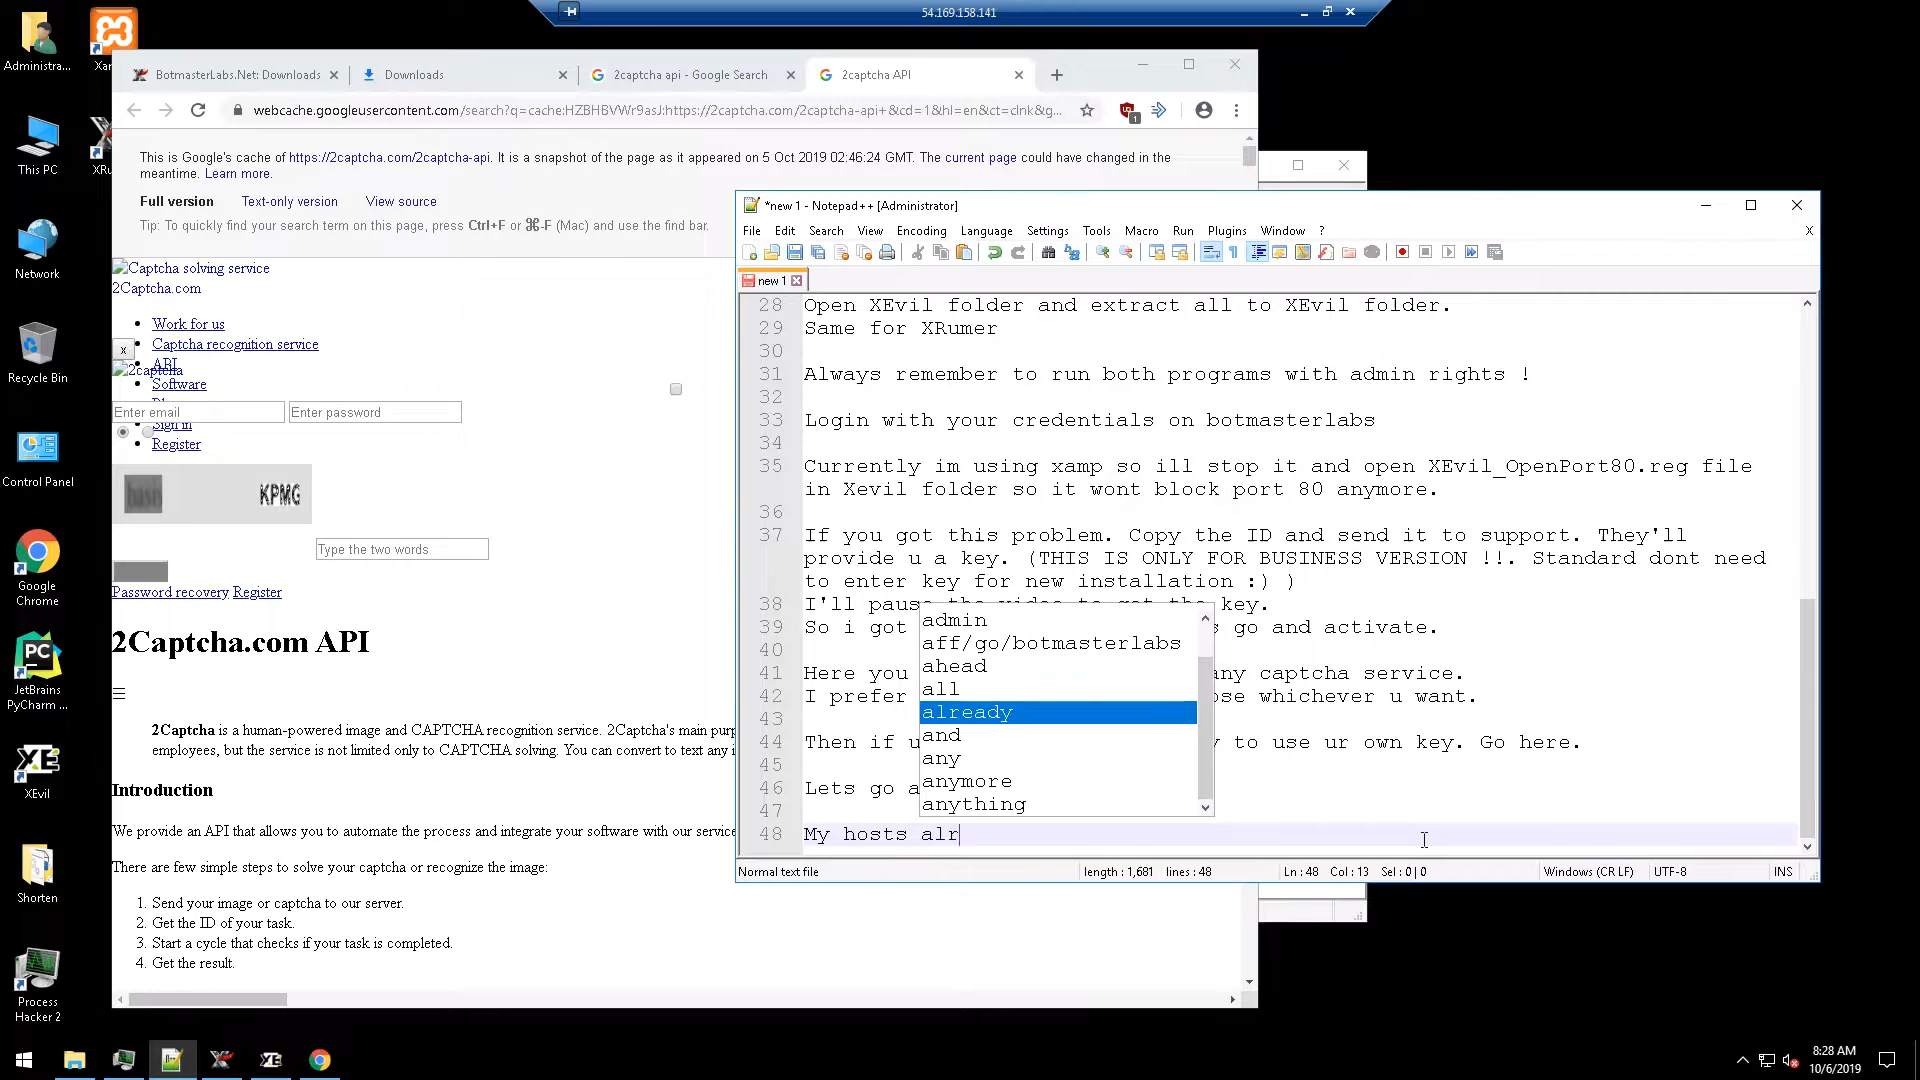 54.169.158.141
Administra...
Xar
This PC
XRu
Network
Recycle Bin
Control Panel
Google
Chrome
JetBrains
PyCharm ...
XEvil
Shorten
Process
Hacker 2
BotmasterLabs.Net: Downloads
Downloads
2captcha api - Google Search
2captcha API
webcache.googleusercontent.com/search?q=cache:HZBHBVWr9asJ:https://2captcha.com/2captcha-api+&cd=1&hl=en&ct=clnk&g...
This is Google's cache of https://2captcha.com/2captcha-api. It is a snapshot of the page as it appeared on 5 Oct 2019 02:46:24 GMT. The current page could have changed in the
meantime. Learn more.
Full version Text-only version View source
Tip: To quickly find your search term on this page, press Ctrl+F or ⌘-F (Mac) and use the find bar.
Captcha solving service
2Captcha.com
Work for us
Captcha recognition service
x
API
2captcha
Software
Enter email Enter password
Sign in
Register
KPMG
Type the two words
Password recovery Register
2Captcha.com API
2Captcha is a human-powered image and CAPTCHA recognition service. 2Captcha's main purp
employees, but the service is not limited only to CAPTCHA solving. You can convert to text any i
Introduction
We provide an API that allows you to automate the process and integrate your software with our service
There are few simple steps to solve your captcha or recognize the image:
1. Send your image or captcha to our server.
2. Get the ID of your task.
3. Start a cycle that checks if your task is completed.
4. Get the result.
*new 1 - Notepad++ [Administrator]
File Edit Search View Encoding Language Settings Tools Macro Run Plugins Window ? X
new 1
28 Open XEvil folder and extract all to XEvil folder.
29 Same for XRumer
30
31 Always remember to run both programs with admin rights !
32
33 Login with your credentials on botmasterlabs
34
35 Currently im using xamp so ill stop it and open XEvil_OpenPort80.reg file
in Xevil folder so it wont block port 80 anymore.
36
37 If you got this problem. Copy the ID and send it to support. They'll
provide u a key. (THIS IS ONLY FOR BUSINESS VERSION !!. Standard dont need
to enter key for new installation :) )
38 I'll pause the video to get the key.
39 So i got s go and activate.
40
41 Here you any captcha service.
42 I prefer ose whichever u want.
43
44 Then if u y to use ur own key. Go here.
45
46 Lets go a
47
48 My hosts alr
admin
aff/go/botmasterlabs
ahead
all
already
and
any
anymore
anything
Normal text file length : 1,681 lines : 48 Ln : 48 Col : 13 Sel : 0 | 0 Windows (CR LF) UTF-8 INS
8:28 AM
10/6/2019